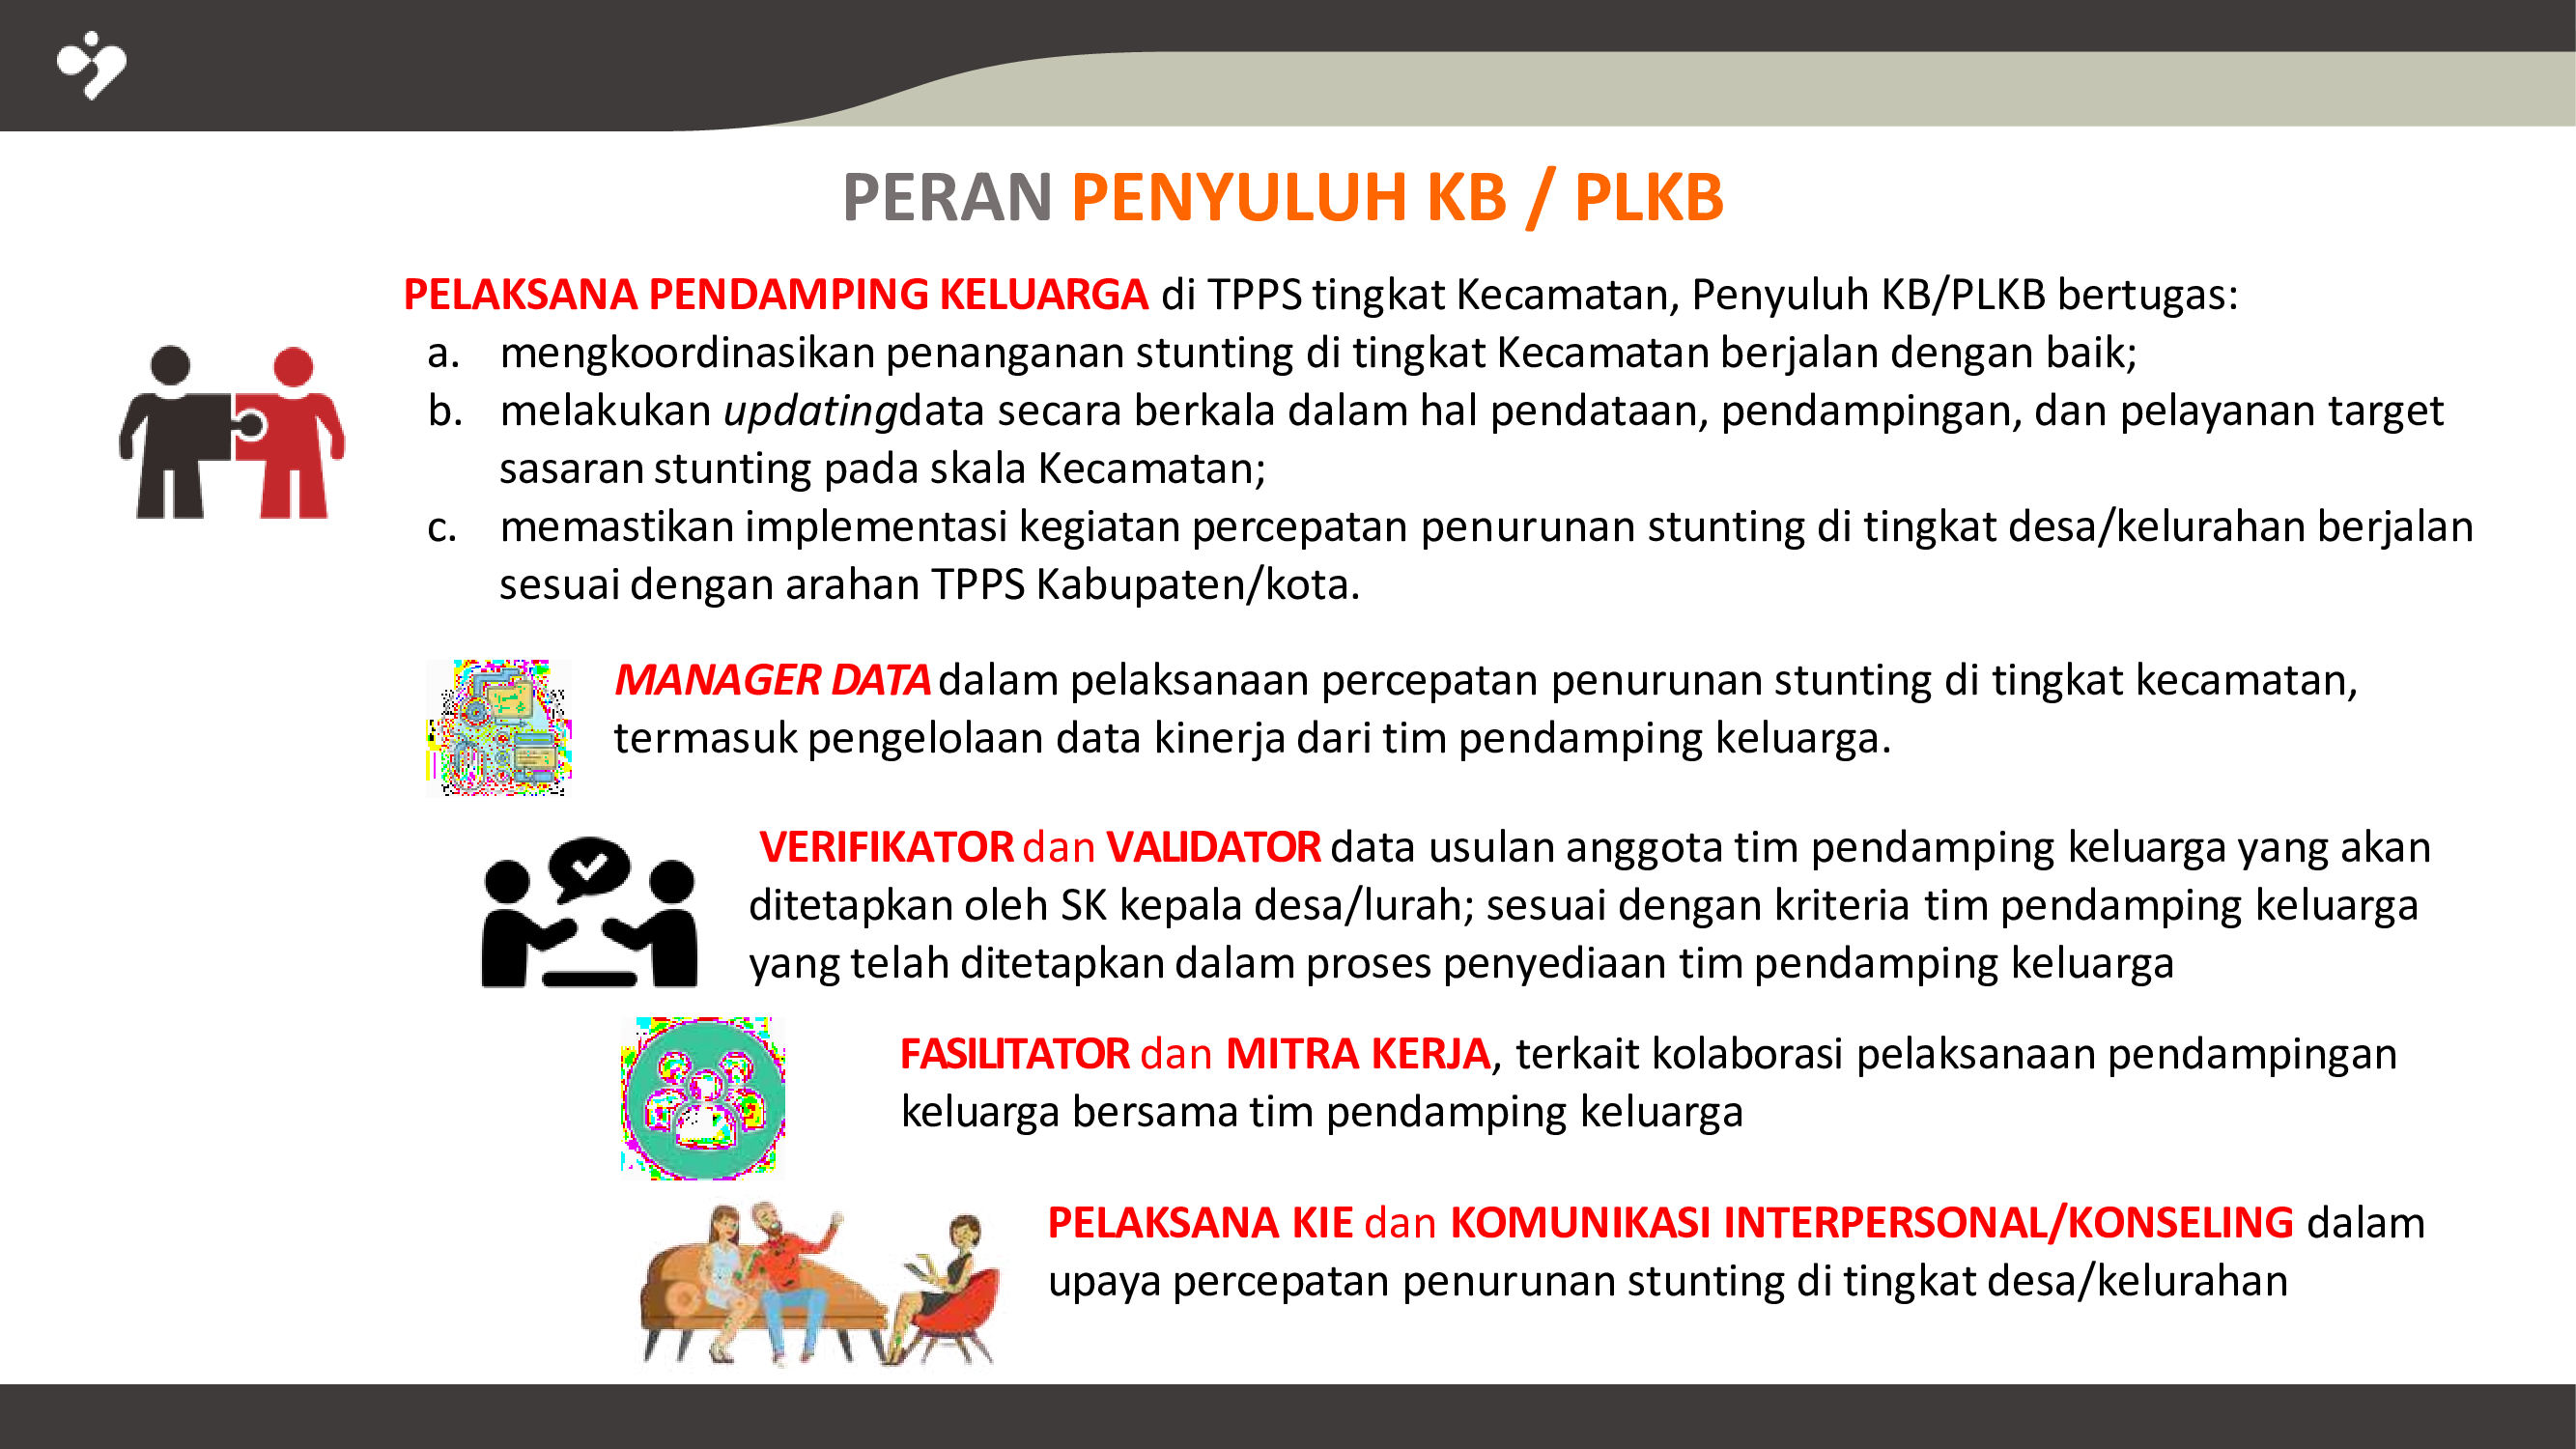 PERAN PENYULUH KB / PLKB
PELAKSANA PENDAMPING KELUARGA di TPPS tingkat Kecamatan, Penyuluh KB/PLKB bertugas:
a. mengkoordinasikan penanganan stunting di tingkat Kecamatan berjalan dengan baik;
b. melakukan updatingdata secara berkala dalam hal pendataan, pendampingan, dan pelayanan target
sasaran stunting pada skala Kecamatan;
c. memastikan implementasi kegiatan percepatan penurunan stunting di tingkat desa/kelurahan berjalan
sesuai dengan arahan TPPS Kabupaten/kota.
MANAGER DATA dalam pelaksanaan percepatan penurunan stunting di tingkat kecamatan,
termasuk pengelolaan data kinerja dari tim pendamping keluarga.
VERIFIKATOR dan VALIDATOR data usulan anggota tim pendamping keluarga yang akan
ditetapkan oleh SK kepala desa/lurah; sesuai dengan kriteria tim pendamping keluarga
yang telah ditetapkan dalam proses penyediaan tim pendamping keluarga
FASILITATOR dan MITRA KERJA, terkait kolaborasi pelaksanaan pendampingan
keluarga bersama tim pendamping keluarga
PELAKSANA KIE dan KOMUNIKASI INTERPERSONAL/KONSELING dalam
upaya percepatan penurunan stunting di tingkat desa/kelurahan